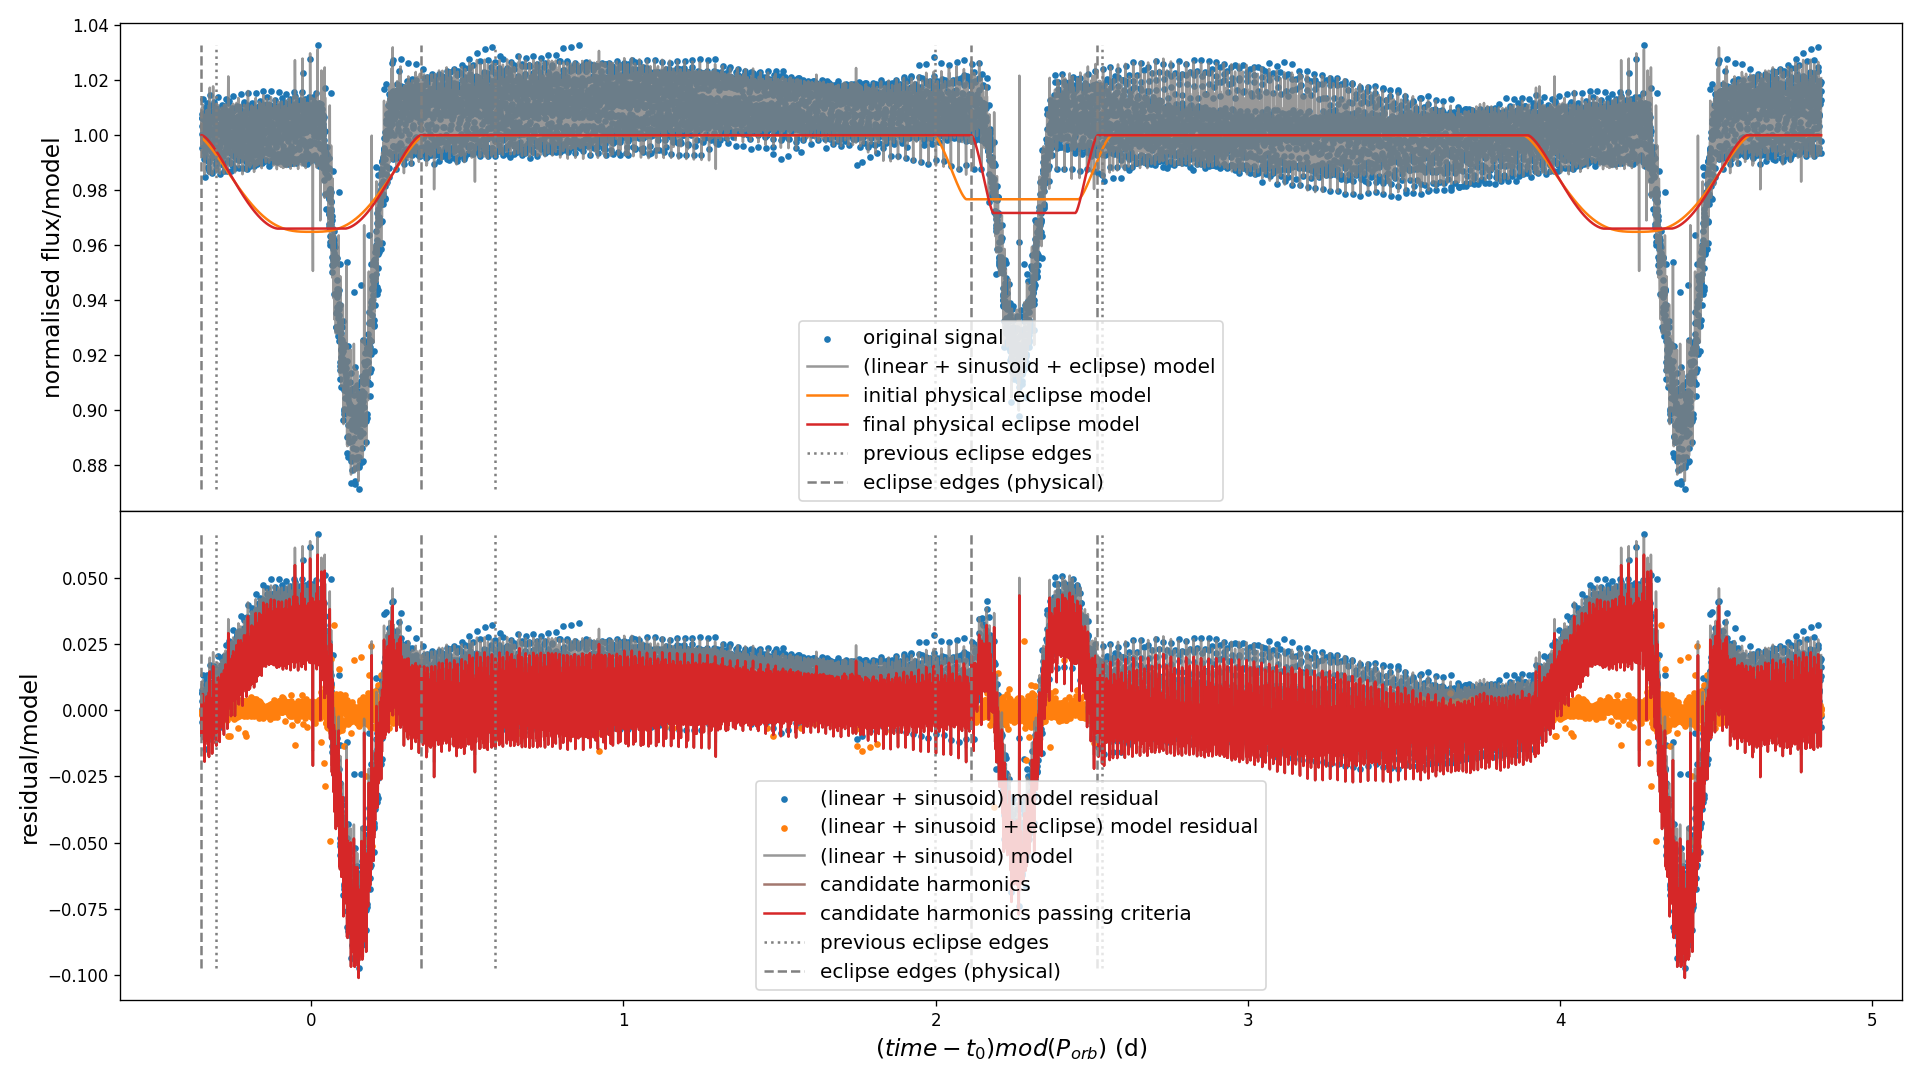 1.04
1.02
1.00
0.98
0.96
0.94
0.92
0.90
0.88
normalised flux/model
original signal
(linear + sinusoid + eclipse) model
initial physical eclipse model
final physical eclipse model
previous eclipse edges
eclipse edges (physical)
0.050
0.025
0.000
−0.025
−0.050
−0.075
−0.100
residual/model
(linear + sinusoid) model residual
(linear + sinusoid + eclipse) model residual
(linear + sinusoid) model
candidate harmonics
candidate harmonics passing criteria
previous eclipse edges
eclipse edges (physical)
0 1 2 3 4 5
(time − t₀)mod(P_orb) (d)